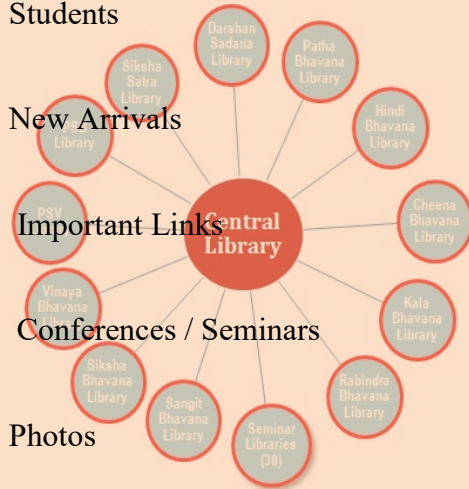 Students
Darshan
Sadana
Library
Patha
Bhavana
Library
Siksha
Satra
Library
New Arrivals
Library
Hindi
Bhavana
Library
PSV
Important Links
Central
Library
Cheena
Bhavana
Library
Vinaya
Bhavana
Library
Conferences / Seminars
Kala
Bhavana
Library
Siksha
Bhavana
Library
Sangit
Bhavana
Library
Seminar
Libraries
(30)
Rabindra
Bhavana
Library
Photos